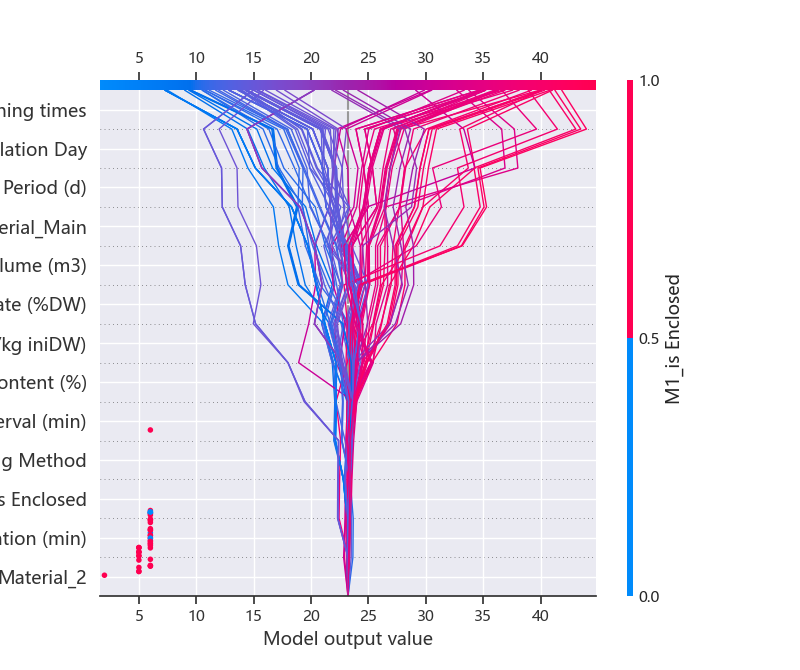 5 10 15 20 25 30 35 40
ning times
lation Day
Period (d)
erial_Main
lume (m3)
ate (%DW)
/kg iniDW)
ontent (%)
erval (min)
g Method
s Enclosed
ation (min)
Material_2
5 10 15 20 25 30 35 40
Model output value
1.0
0.5
0.0
M1_is Enclosed